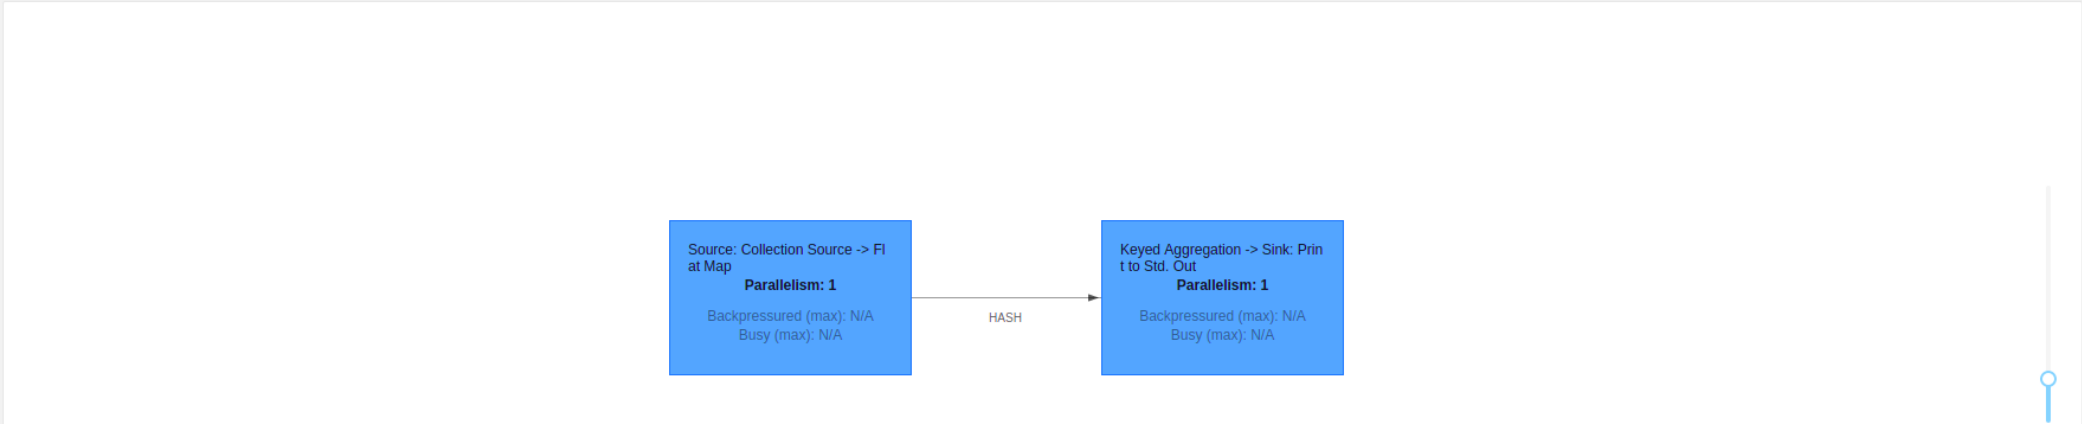 Source: Collection Source -> Fl
at Map
Parallelism: 1
Backpressured (max): N/A
Busy (max): N/A
HASH
Keyed Aggregation -> Sink: Prin
t to Std. Out
Parallelism: 1
Backpressured (max): N/A
Busy (max): N/A